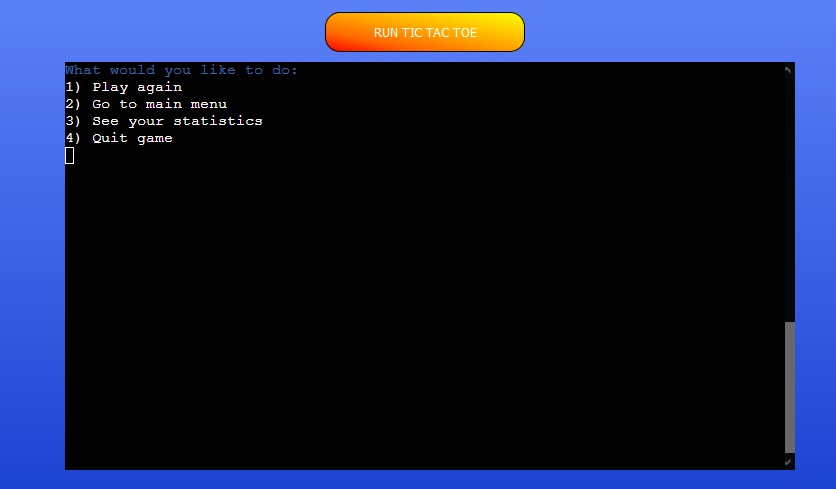 RUN TIC TAC TOE
What would you like to do:
1) Play again
2) Go to main menu
3) See your statistics
4) Quit game